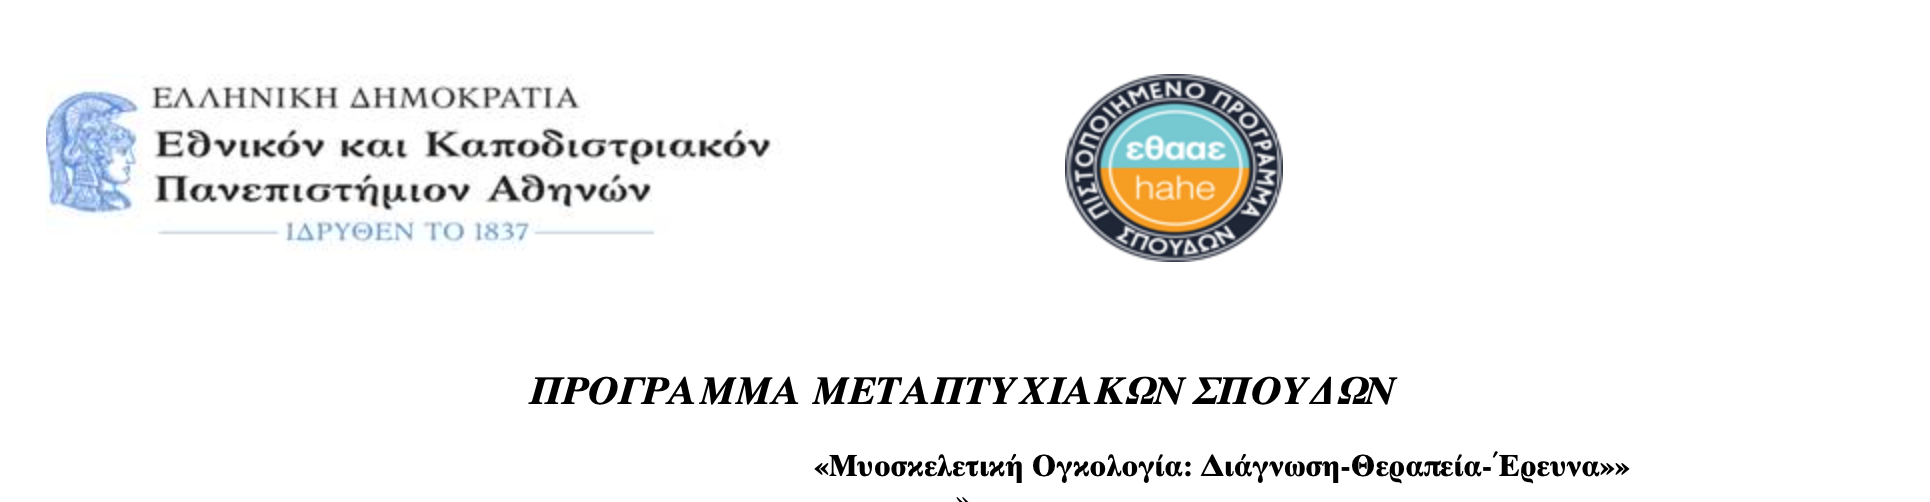 ΕΛΛΗΝΙΚΗ ΔΗΜΟΚΡΑΤΙΑ
Εθνικόν και Καποδιστριακόν
Πανεπιστήμιον Αθηνών
ΙΔΡΥΘΕΝ ΤΟ 1837
ΠΙΣΤΟΠΟΙΗΜΕΝΟ ΠΡΟΓΡΑΜΜΑ
εθααε
hahe
ΣΠΟΥΔΩΝ
ΠΡΟΓΡΑΜΜΑ ΜΕΤΑΠΤΥΧΙΑΚΩΝ ΣΠΟΥΔΩΝ
«Μυοσκελετική Ογκολογία: Διάγνωση-Θεραπεία-Έρευνα»»
»